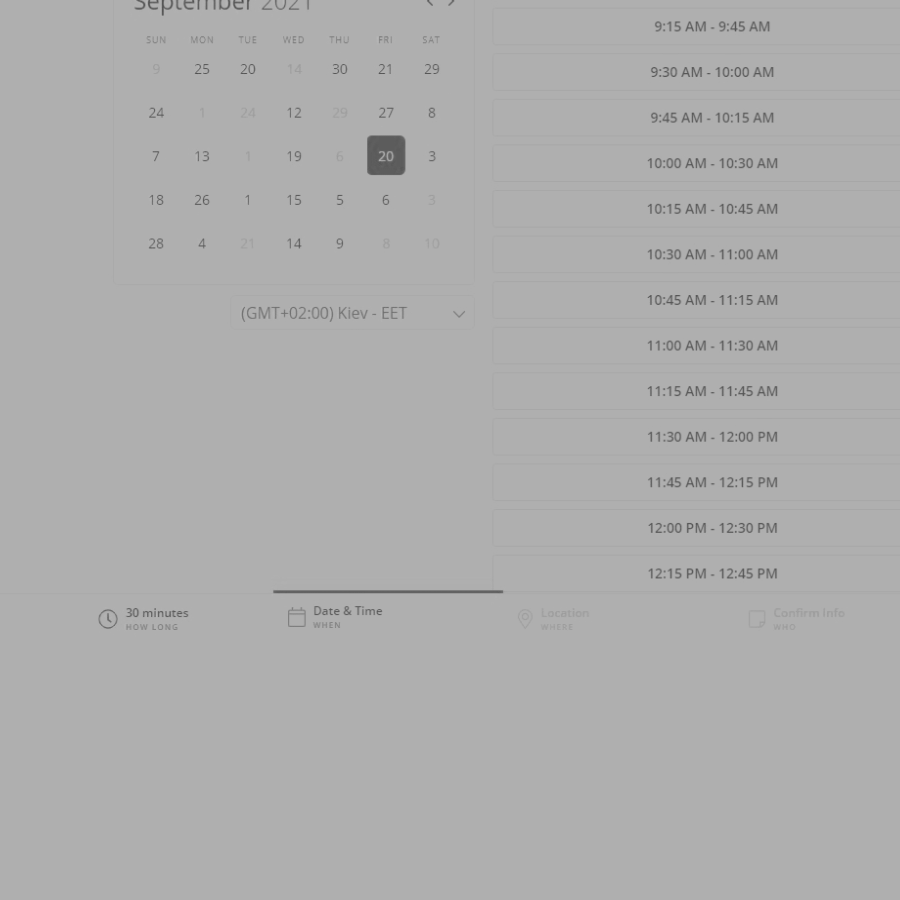 September 2021
SUN MON TUE WED THU FRI SAT
9 25 20 14 30 21 29
24 1 24 12 29 27 8
7 13 1 19 6 20 3
18 26 1 15 5 6 3
28 4 21 14 9 8 10
(GMT+02:00) Kiev - EET
9:15 AM - 9:45 AM
9:30 AM - 10:00 AM
9:45 AM - 10:15 AM
10:00 AM - 10:30 AM
10:15 AM - 10:45 AM
10:30 AM - 11:00 AM
10:45 AM - 11:15 AM
11:00 AM - 11:30 AM
11:15 AM - 11:45 AM
11:30 AM - 12:00 PM
11:45 AM - 12:15 PM
12:00 PM - 12:30 PM
12:15 PM - 12:45 PM
30 minutes
HOW LONG
Date & Time
WHEN
Location
WHERE
Confirm Info
WHO